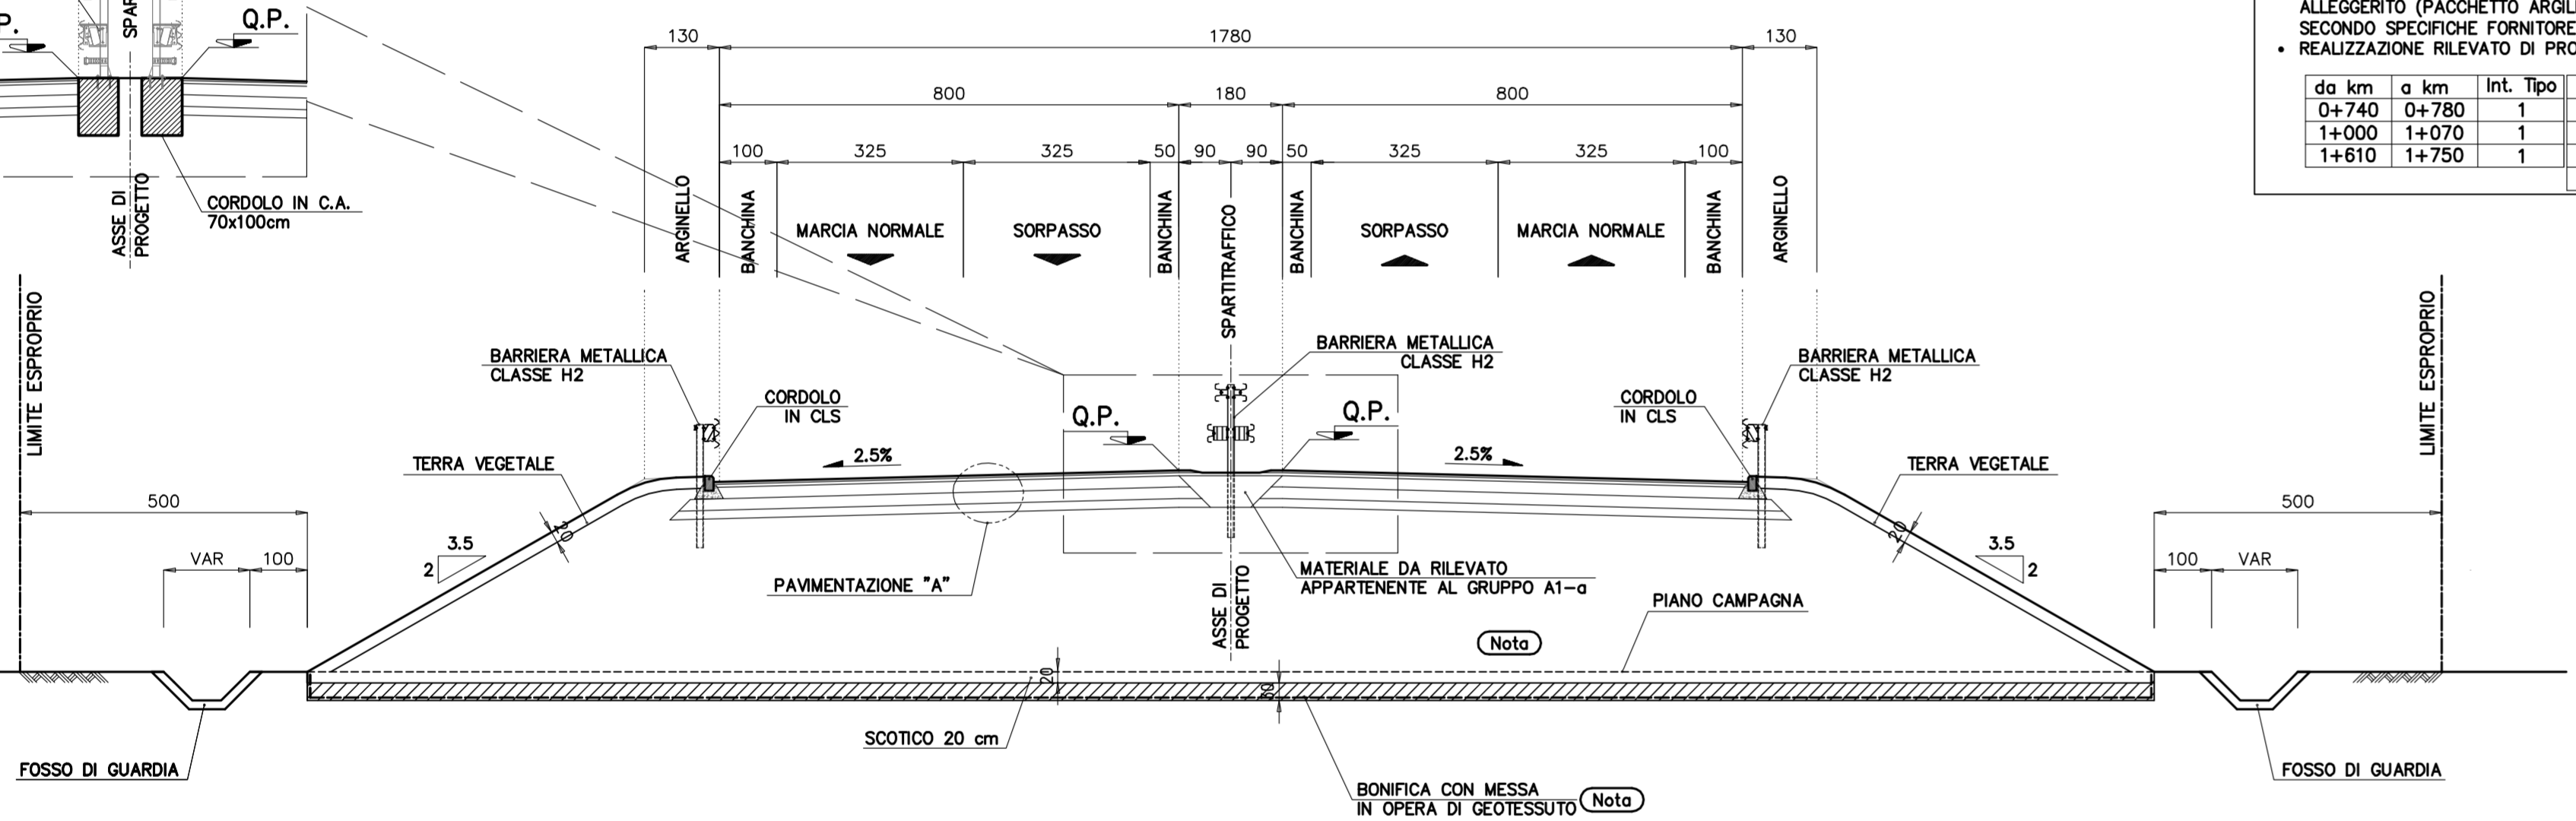 Q.P.
ASSE DI
PROGETTO
CORDOLO IN C.A.
70x100cm
130
1780
130
800
180
800
100
325
325
50
90
90
50
325
325
100
ARGINELLO
BANCHINA
MARCIA NORMALE
SORPASSO
BANCHINA
SPARTITRAFFICO
BANCHINA
SORPASSO
MARCIA NORMALE
BANCHINA
ARGINELLO
SECONDO SPECIFICHE FORNITORE
• REALIZZAZIONE RILEVATO DI
da km a km Int. Tipo
0+740 0+780 1
1+000 1+070 1
1+610 1+750 1
LIMITE ESPROPRIO
BARRIERA METALLICA
CLASSE H2
CORDOLO
IN CLS
TERRA VEGETALE
Q.P.
BARRIERA METALLICA
CLASSE H2
Q.P.
CORDOLO
IN CLS
BARRIERA METALLICA
CLASSE H2
TERRA VEGETALE
LIMITE ESPROPRIO
2.5%
2.5%
500
VAR
100
3.5
2
20
PAVIMENTAZIONE "A"
ASSE DI
PROGETTO
MATERIALE DA RILEVATO
APPARTENENTE AL GRUPPO A1-a
PIANO CAMPAGNA
Nota
20
3.5
2
500
100
VAR
20
30
SCOTICO 20 cm
BONIFICA CON MESSA
IN OPERA DI GEOTESSUTO
Nota
FOSSO DI GUARDIA
FOSSO DI GUARDIA